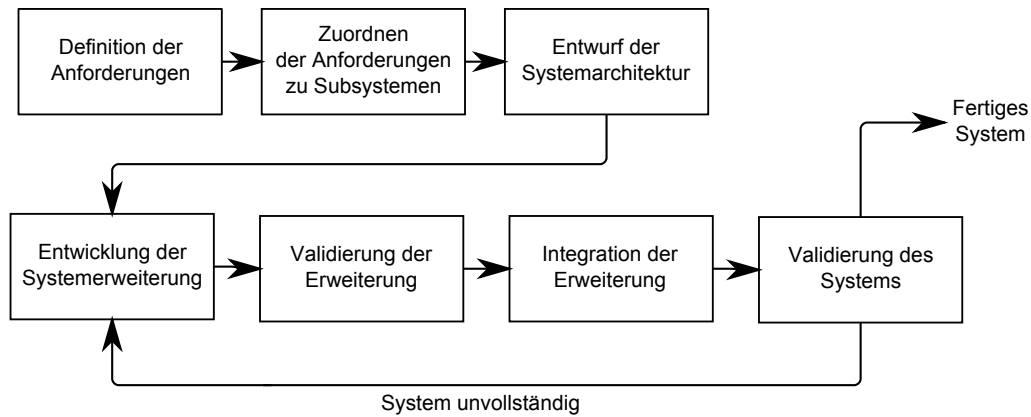 Definition der
Anforderungen
Zuordnen
der Anforderungen
zu Subsystemen
Entwurf der
Systemarchitektur
Fertiges
System
Entwicklung der
Systemerweiterung
Validierung der
Erweiterung
Integration der
Erweiterung
Validierung des
Systems
System unvollständig